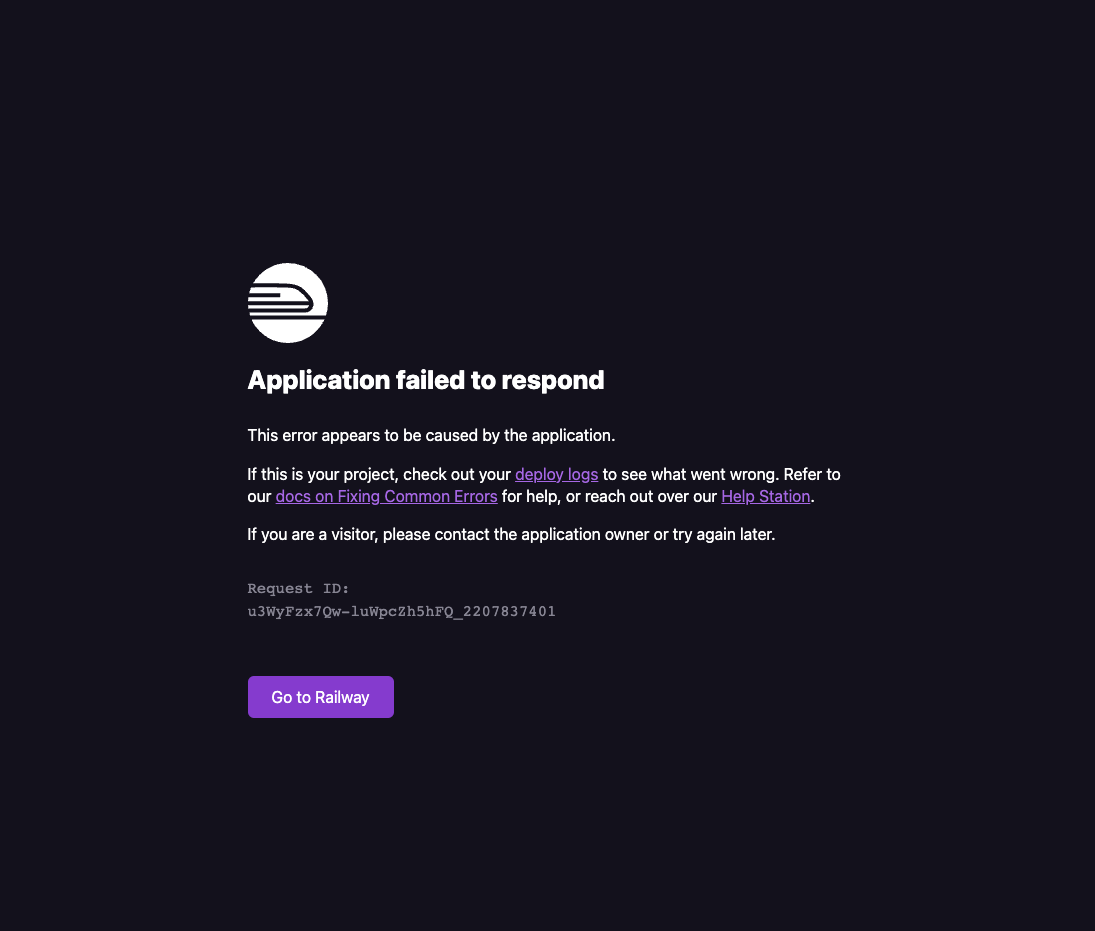 Application failed to respond
This error appears to be caused by the application.
If this is your project, check out your deploy logs to see what went wrong. Refer to
our docs on Fixing Common Errors for help, or reach out over our Help Station.
If you are a visitor, please contact the application owner or try again later.
Request ID:
u3WyFzx7Qw-luWpcZh5hFQ_2207837401
Go to Railway